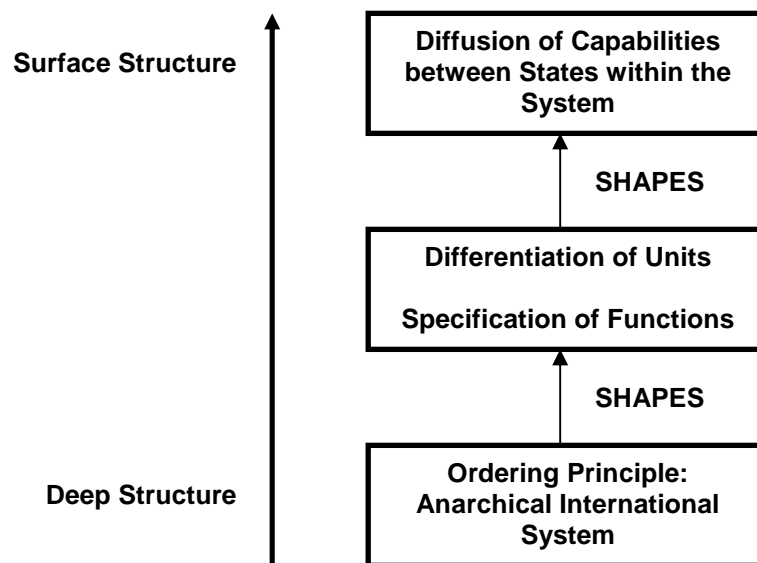 Surface Structure
Diffusion of Capabilities
between States within the
System
SHAPES
Differentiation of Units
Specification of Functions
SHAPES
Deep Structure
Ordering Principle:
Anarchical International
System